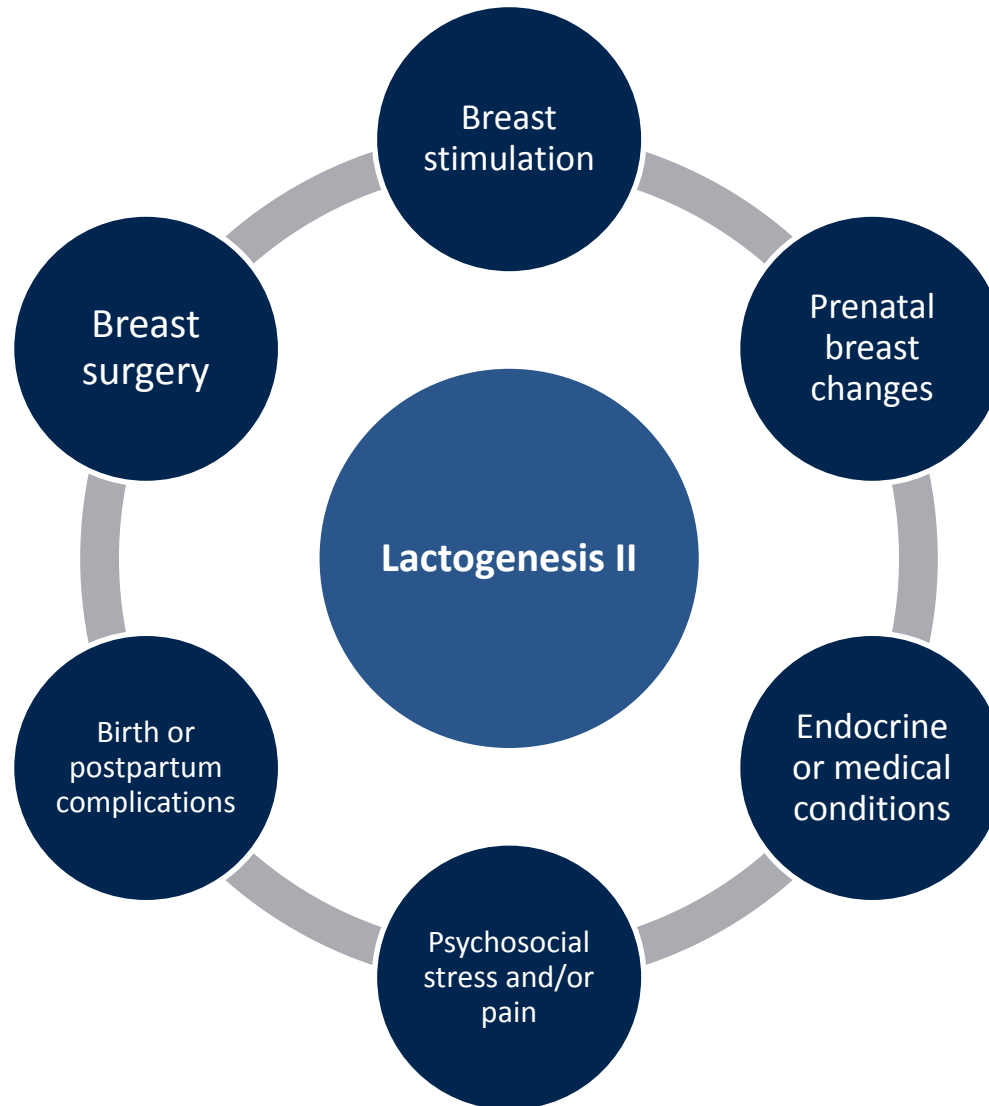 Breast
stimulation
Prenatal
breast
changes
Endocrine
or medical
conditions
Psychosocial
stress and/or
pain
Birth or
postpartum
complications
Breast
surgery
Lactogenesis II